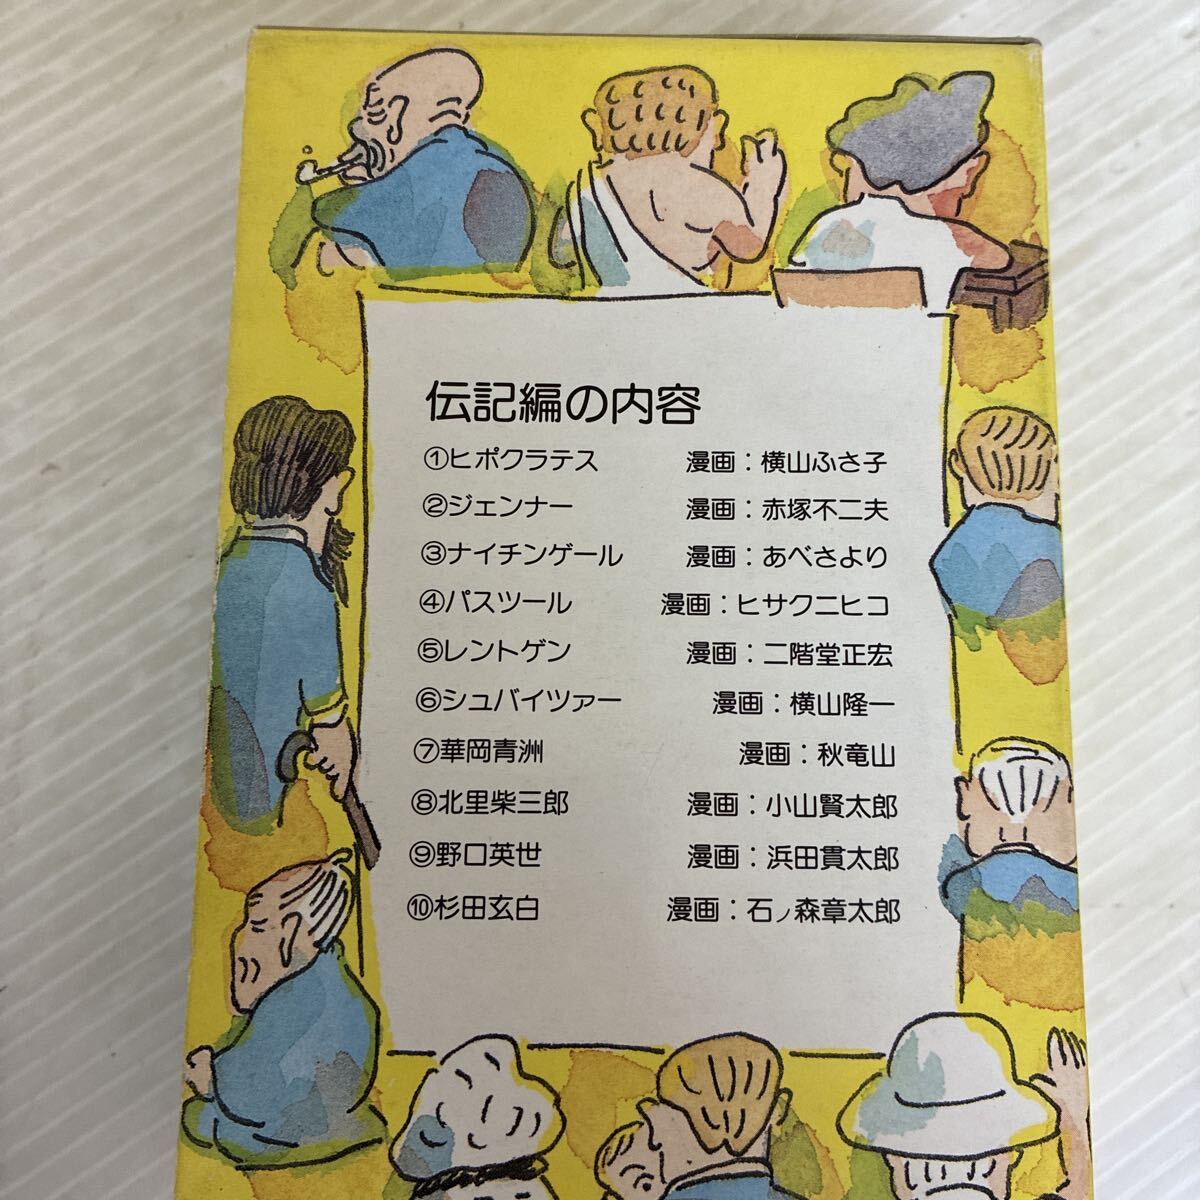 伝記編の内容
①ヒポクラテス 漫画：横山ふさ子
②ジェンナー 漫画：赤塚不二夫
③ナイチンゲール 漫画：あべさより
④パスツール 漫画：ヒサクニヒコ
⑤レントゲン 漫画：二階堂正宏
⑥シュバイツァー 漫画：横山隆一
⑦華岡青洲 漫画：秋竜山
⑧北里柴三郎 漫画：小山賢太郎
⑨野口英世 漫画：浜田貫太郎
⑩杉田玄白 漫画：石ノ森章太郎